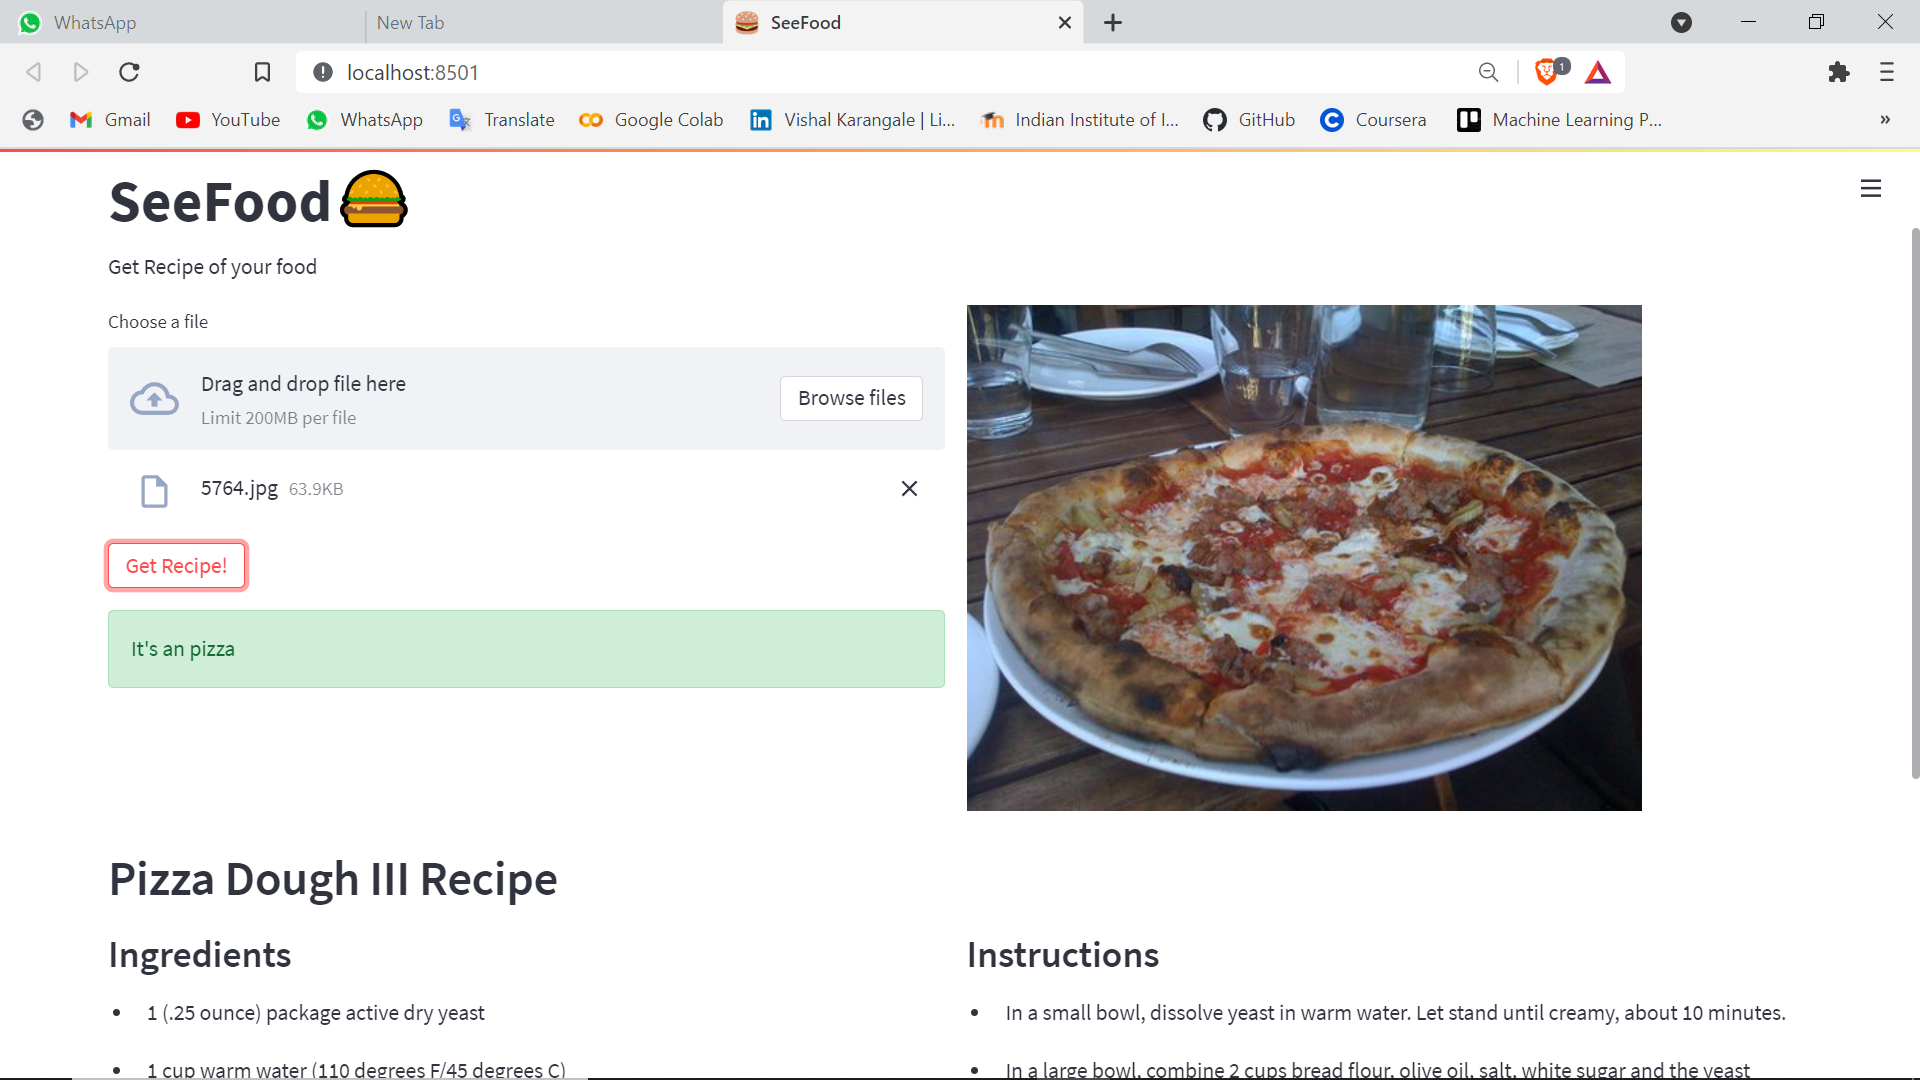 WhatsApp
New Tab
SeeFood
localhost:8501
1
Gmail
YouTube
WhatsApp
Translate
Google Colab
Vishal Karangale | Li...
Indian Institute of I...
GitHub
Coursera
Machine Learning P...
»
SeeFood
Get Recipe of your food
Choose a file
Drag and drop file here
Limit 200MB per file
Browse files
5764.jpg 63.9KB
Get Recipe!
It's an pizza
Pizza Dough III Recipe
Ingredients
• 1 (.25 ounce) package active dry yeast
• 1 cup warm water (110 degrees F/45 degrees C)
Instructions
• In a small bowl, dissolve yeast in warm water. Let stand until creamy, about 10 minutes.
• In a large bowl, combine 2 cups bread flour, olive oil, salt, white sugar and the yeast